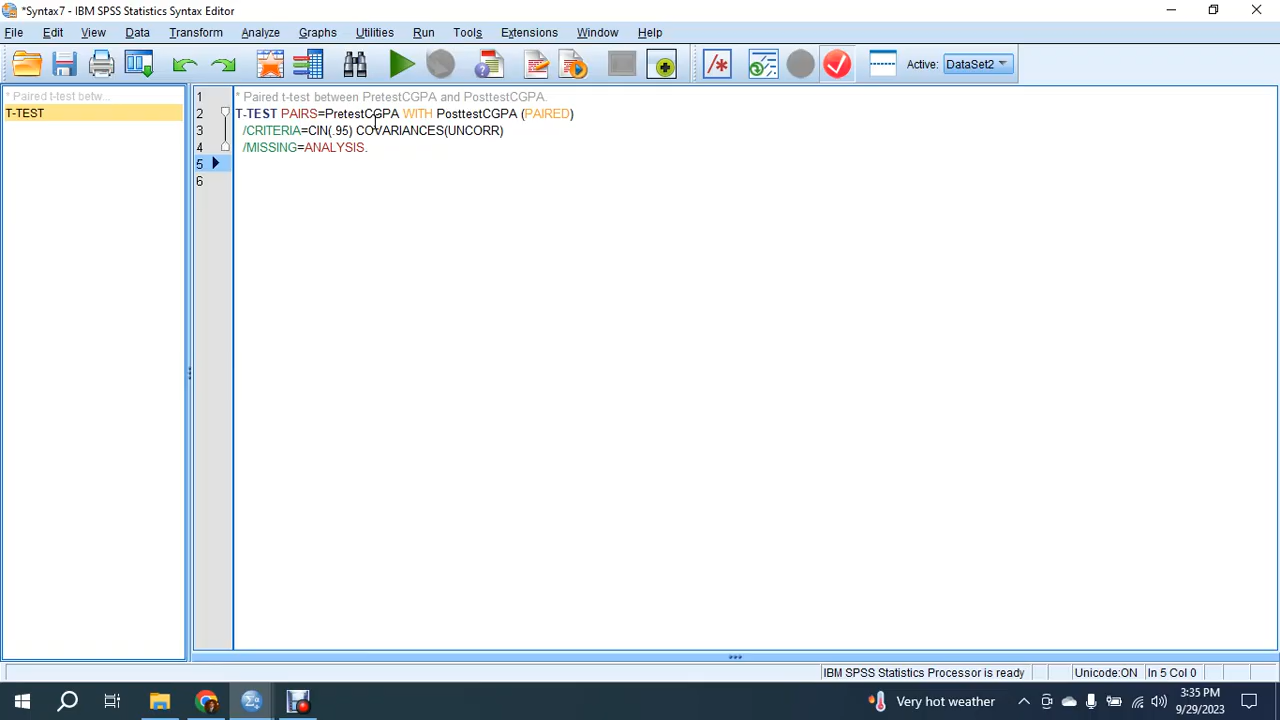 *Syntax7 - IBM SPSS Statistics Syntax Editor
File Edit View Data Transform Analyze Graphs Utilities Run Tools Extensions Window Help
Active: DataSet2
* Paired t-test betw...
T-TEST
1 * Paired t-test between PretestCGPA and PosttestCGPA.
2 T-TEST PAIRS=PretestCGPA WITH PosttestCGPA (PAIRED)
3 /CRITERIA=CIN(.95) COVARIANCES(UNCORR)
4 /MISSING=ANALYSIS.
5
6
IBM SPSS Statistics Processor is ready Unicode:ON In 5 Col 0
Very hot weather
3:35 PM
9/29/2023